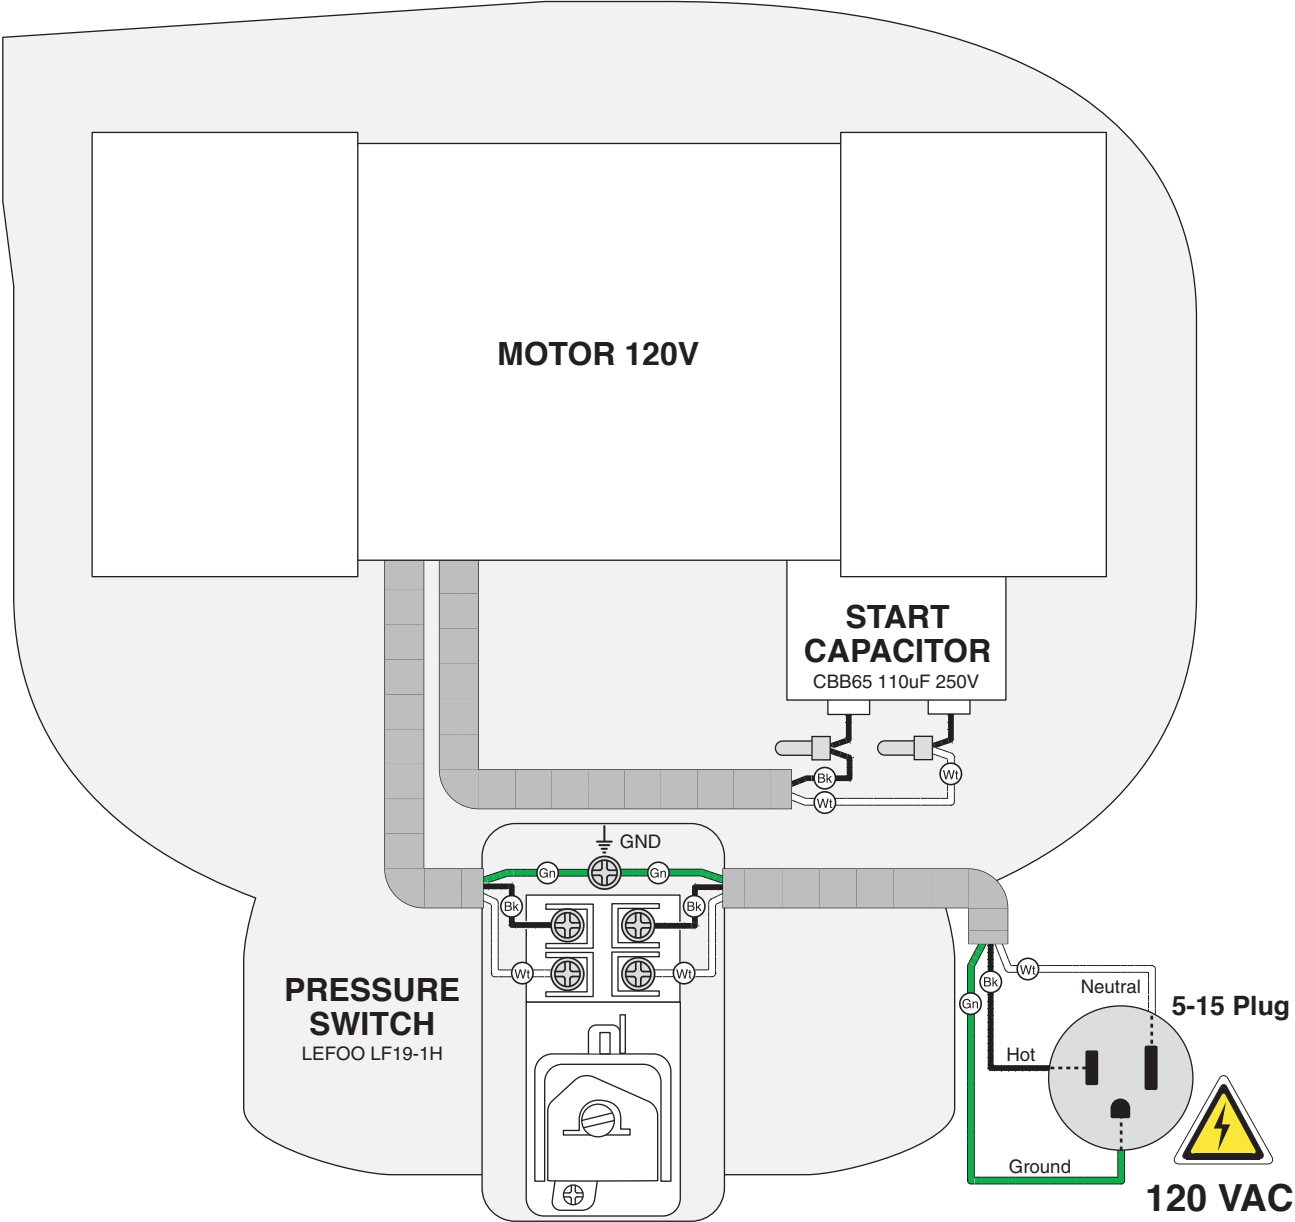 MOTOR 120V
START
CAPACITOR
CBB65 110uF 250V
Bk
Wt
Wt
GND
Gn
Gn
Bk
Bk
Wt
Wt
PRESSURE
SWITCH
LEFOO LF19-1H
Wt
Bk
Gn
Neutral
5-15 Plug
Hot
Ground
120 VAC